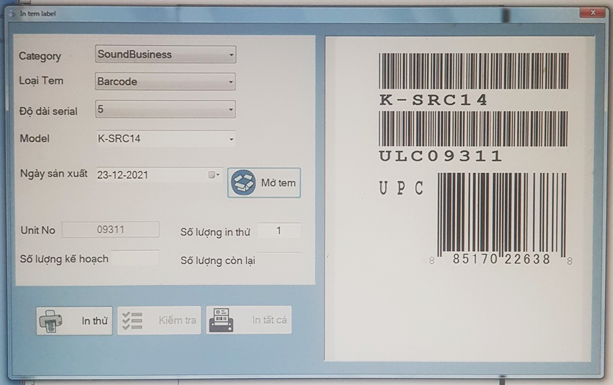 In tem label
Category SoundBusiness
Loại Tem Barcode
Độ dài serial 5
Model K-SRC14
Ngày sản xuất 23-12-2021
Mở tem
Unit No 09311
Số lượng in thử 1
Số lượng kế hoạch
Số lượng còn lại
In thử
Kiểm tra
In tất cả
K-SRC14
ULC09311
UPC
8 85170 22638 8